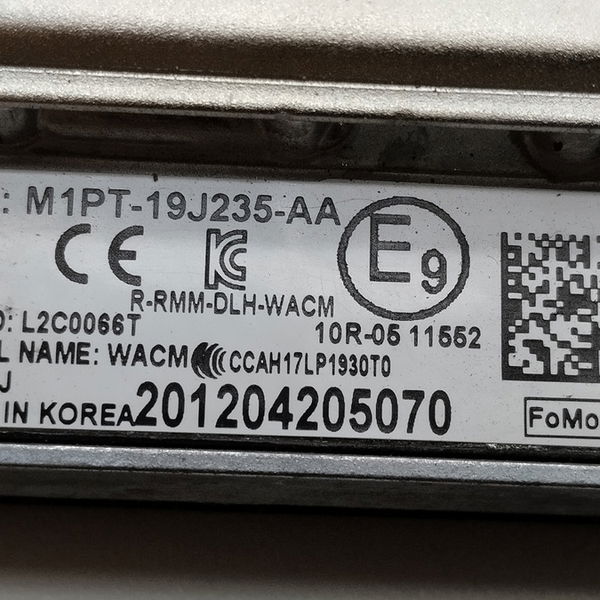 : M1PT-19J235-AA
CE
E9
R-RMM-DLH-WACM
D: L2C0066T
10R-05 11552
L NAME: WACM CCAH17LP1930T0
J
IN KOREA 201204205070
FoMo